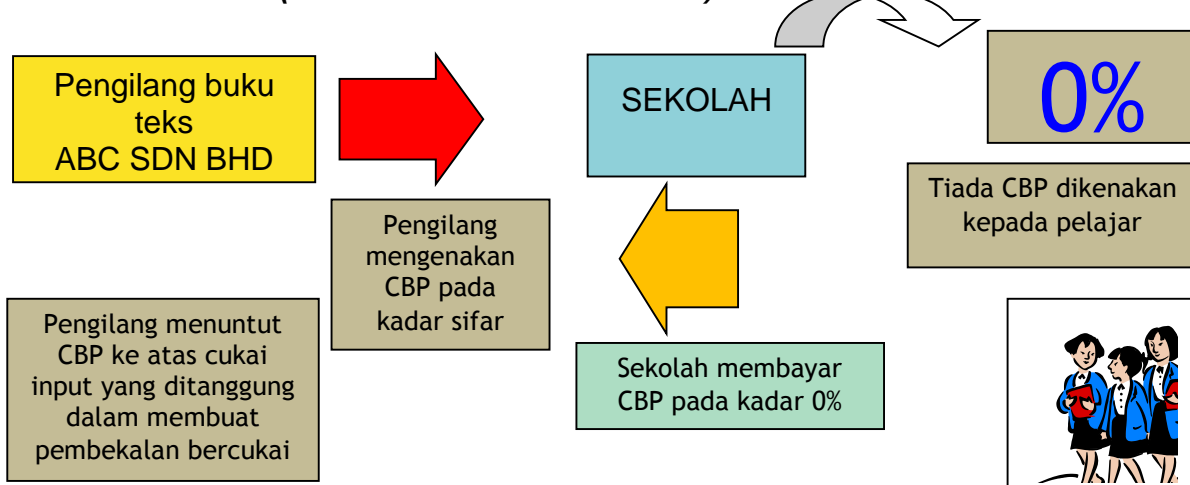 Pengilang buku
teks
ABC SDN BHD
SEKOLAH
0%
Tiada CBP dikenakan
kepada pelajar
Pengilang
mengenakan
CBP pada
kadar sifar
Pengilang menuntut
CBP ke atas cukai
input yang ditanggung
dalam membuat
pembekalan bercukai
Sekolah membayar
CBP pada kadar 0%